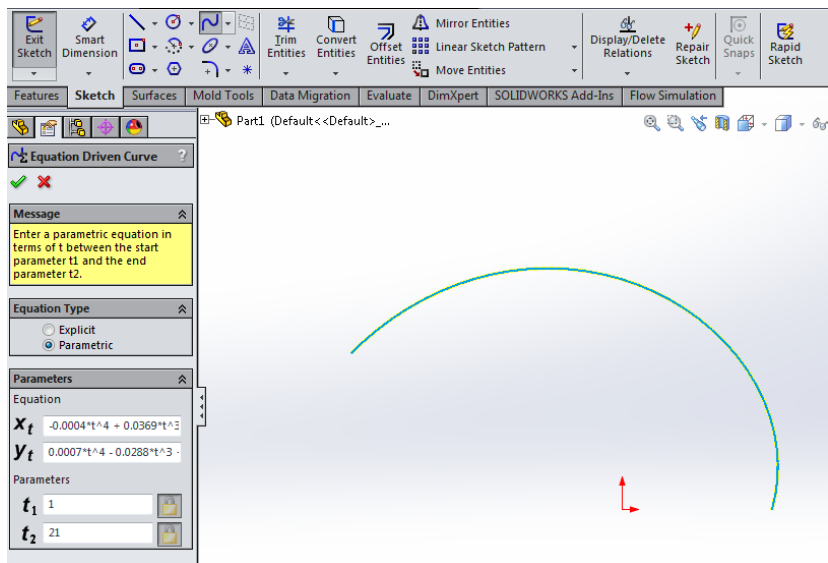 Exit Sketch
Smart Dimension
Trim Entities
Convert Entities
Offset Entities
Mirror Entities
Linear Sketch Pattern
Move Entities
Display/Delete Relations
Repair Sketch
Quick Snaps
Rapid Sketch
Features Sketch Surfaces Mold Tools Data Migration Evaluate DimXpert SOLIDWORKS Add-Ins Flow Simulation
Part1 (Default<<Default>_...
Equation Driven Curve ?
Message
Enter a parametric equation in
terms of t between the start
parameter t1 and the end
parameter t2.
Equation Type
Explicit
Parametric
Parameters
Equation
Xt -0.0004*t^4 + 0.0369*t^3
yt 0.0007*t^4 - 0.0288*t^3 -
Parameters
t1 1
t2 21